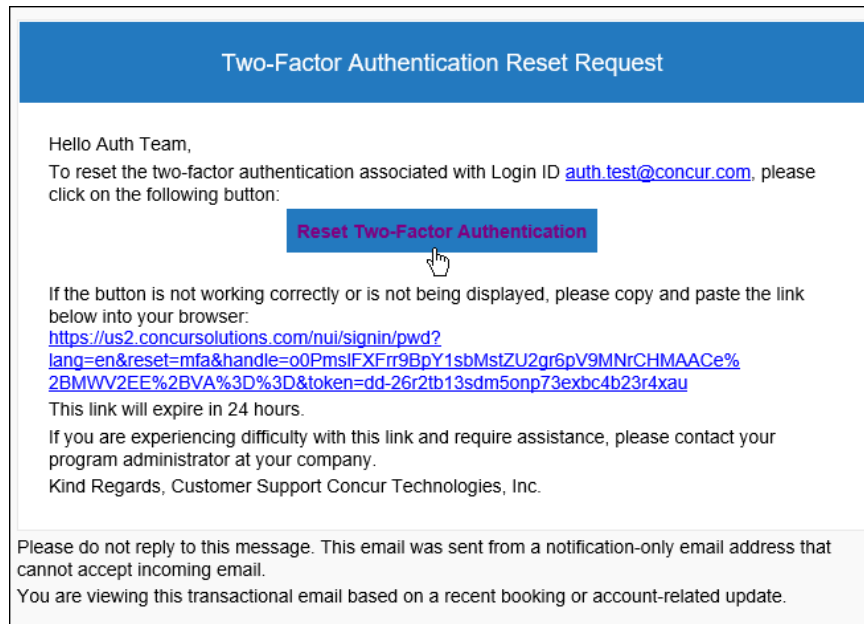 Two-Factor Authentication Reset Request
Hello Auth Team,
To reset the two-factor authentication associated with Login ID auth.test@concur.com, please
click on the following button:
Reset Two-Factor Authentication
If the button is not working correctly or is not being displayed, please copy and paste the link
below into your browser:
https://us2.concursolutions.com/nui/signin/pwd?
lang=en&reset=mfa&handle=o0PmslFXFrr9BpY1sbMstZU2gr6pV9MNrCHMAACe%
2BMWV2EE%2BVA%3D%3D&token=dd-26r2tb13sdm5onp73exbc4b23r4xau
This link will expire in 24 hours.
If you are experiencing difficulty with this link and require assistance, please contact your
program administrator at your company.
Kind Regards, Customer Support Concur Technologies, Inc.
Please do not reply to this message. This email was sent from a notification-only email address that
cannot accept incoming email.
You are viewing this transactional email based on a recent booking or account-related update.